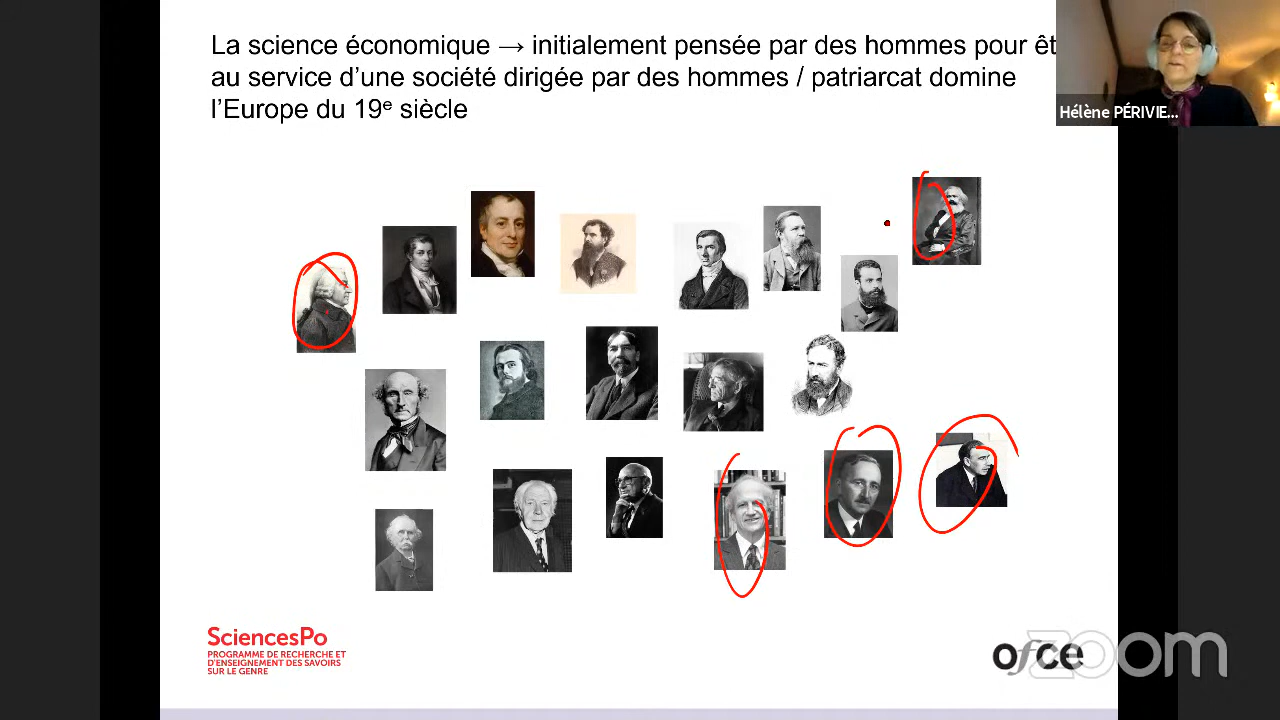 La science économique → initialement pensée par des hommes pour êt
au service d’une société dirigée par des hommes / patriarcat domine
l’Europe du 19e siècle
Hélène PÉRIVIE...
SciencesPo
PROGRAMME DE RECHERCHE ET
D'ENSEIGNEMENT DES SAVOIRS
SUR LE GENRE
ofce
zoom